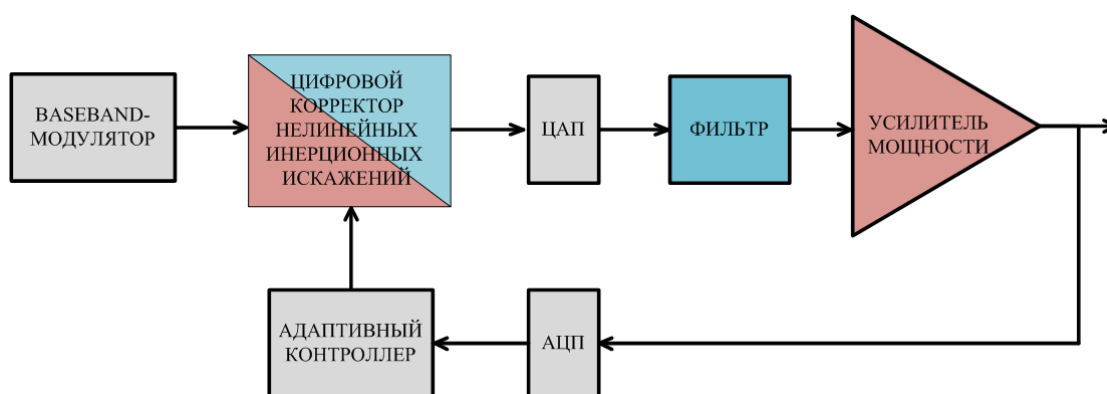 BASEBAND-
МОДУЛЯТОР
ЦИФРОВОЙ
КОРРЕКТОР
НЕЛИНЕЙНЫХ
ИНЕРЦИОННЫХ
ИСКАЖЕНИЙ
ЦАП
ФИЛЬТР
УСИЛИТЕЛЬ
МОЩНОСТИ
АДАПТИВНЫЙ
КОНТРОЛЛЕР
АЦП